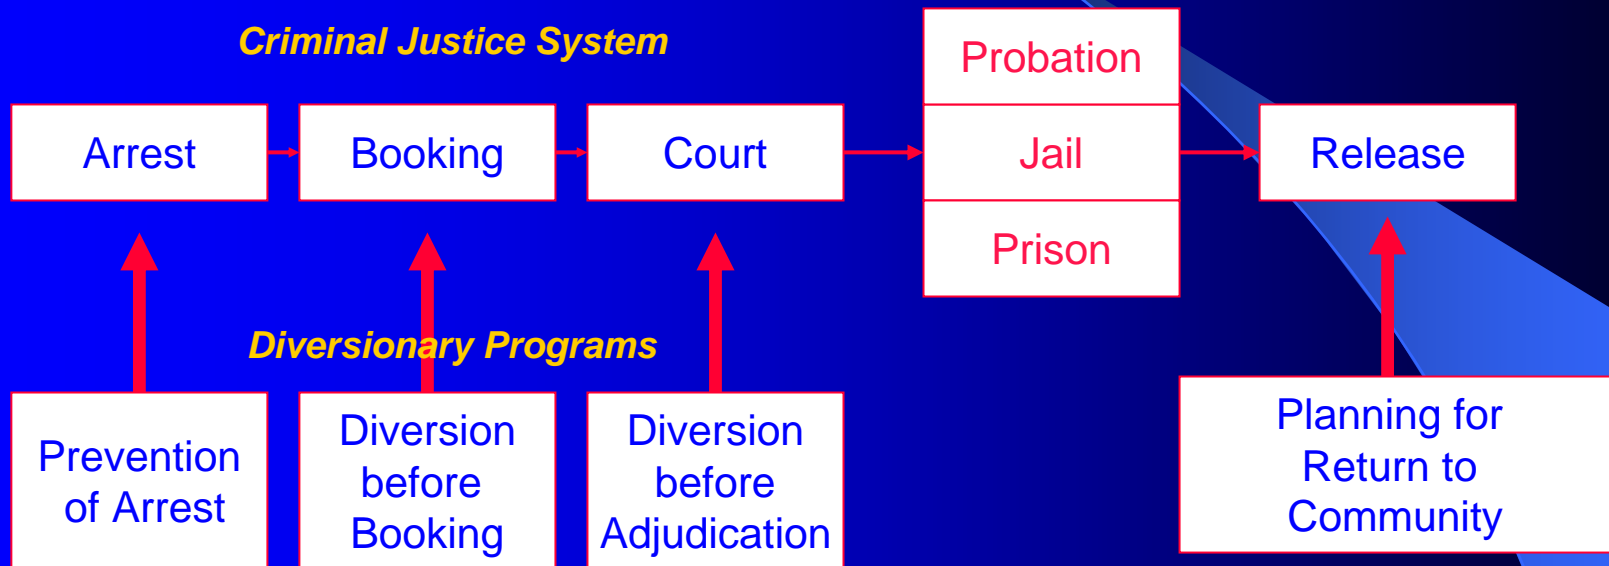 Criminal Justice System
Arrest
Booking
Court
Probation
Jail
Prison
Release
Diversionary Programs
Prevention
of Arrest
Diversion
before
Booking
Diversion
before
Adjudication
Planning for
Return to
Community